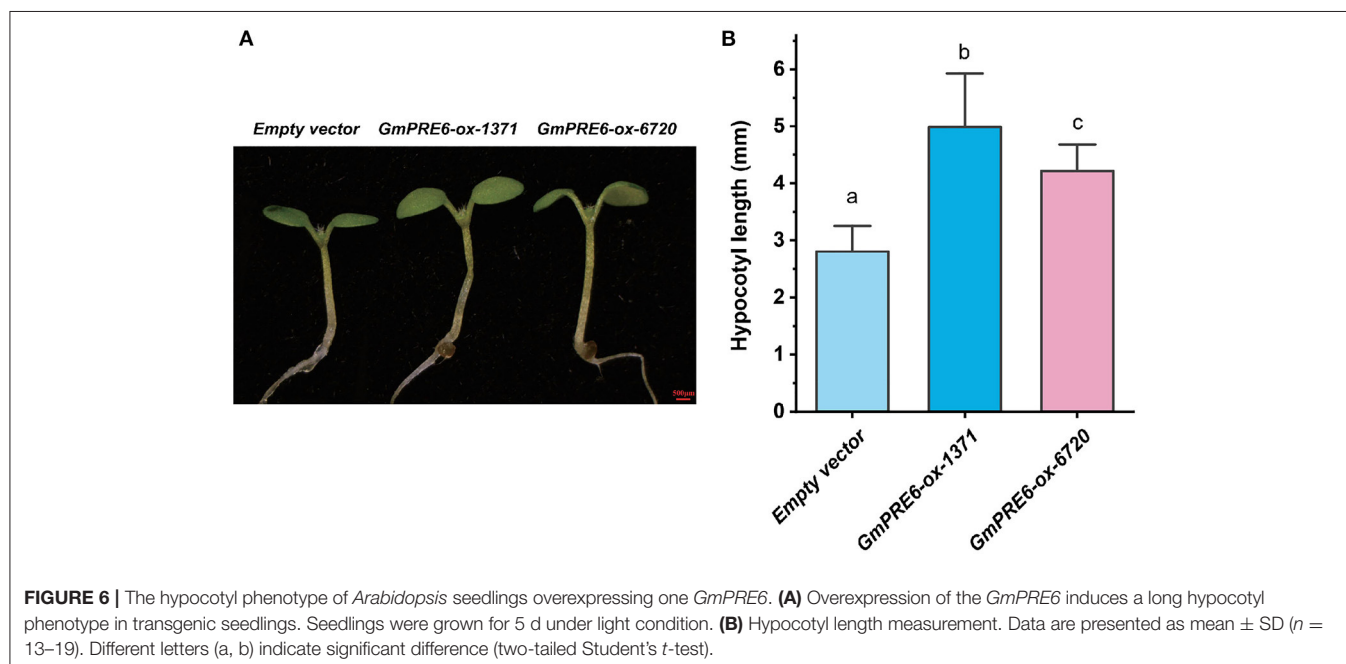 A
Empty vector GmPRE6-ox-1371 GmPRE6-ox-6720
500μm
B
Hypocotyl length (mm)
6
5
4
3
2
1
0
a
b
c
Empty vector
GmPRE6-ox-1371
GmPRE6-ox-6720
FIGURE 6 | The hypocotyl phenotype of Arabidopsis seedlings overexpressing one GmPRE6. (A) Overexpression of the GmPRE6 induces a long hypocotyl
phenotype in transgenic seedlings. Seedlings were grown for 5 d under light condition. (B) Hypocotyl length measurement. Data are presented as mean ± SD (n =
13–19). Different letters (a, b) indicate significant difference (two-tailed Student's t-test).